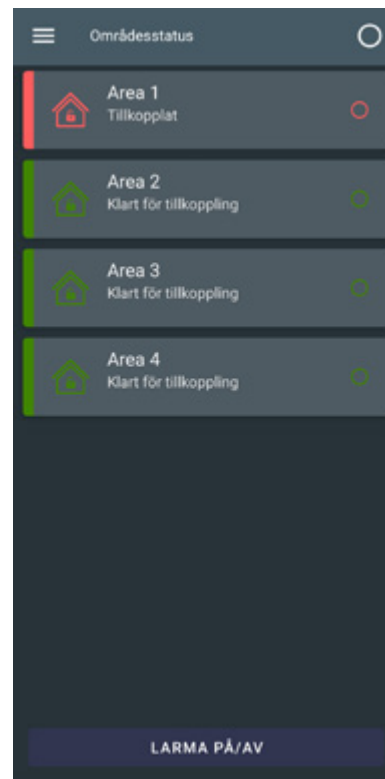 Områdesstatus
Area 1
Tillkopplat
Area 2
Klart för tillkoppling
Area 3
Klart för tillkoppling
Area 4
Klart för tillkoppling
LARMA PÅ/AV